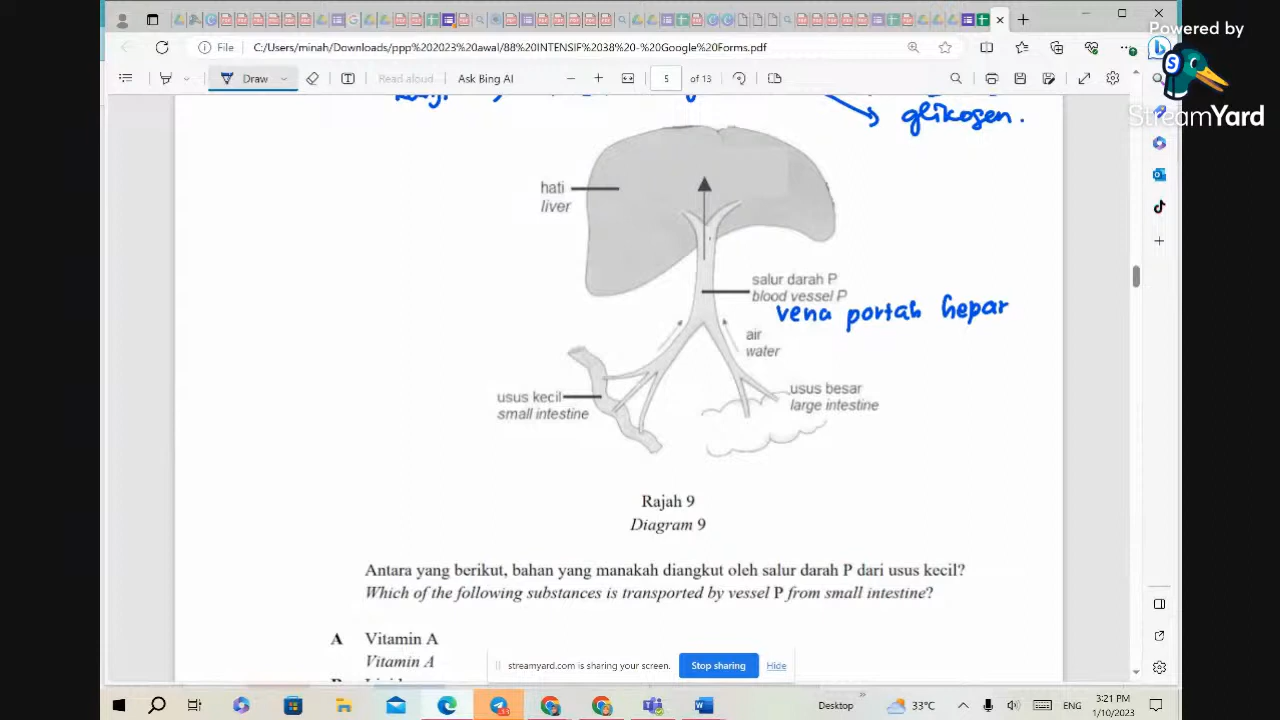 Powered by
StreamYard
File C:/Users/minah/Downloads/ppp%202023%20awal/88%20INTENSIF%2038%20-%20Google%20Forms.pdf
Draw Read aloud Ask Bing AI 5 of 13
glikosen.
hati
liver
salur darah P
blood vessel P
vena portah hepar
air
water
usus kecil
small intestine
usus besar
large intestine
Rajah 9
Diagram 9
Antara yang berikut, bahan yang manakah diangkut oleh salur darah P dari usus kecil?
Which of the following substances is transported by vessel P from small intestine?
A Vitamin A
Vitamin A
streamyard.com is sharing your screen. Stop sharing Hide
Desktop 33°C ENG 3:21 PM
1/10/2023